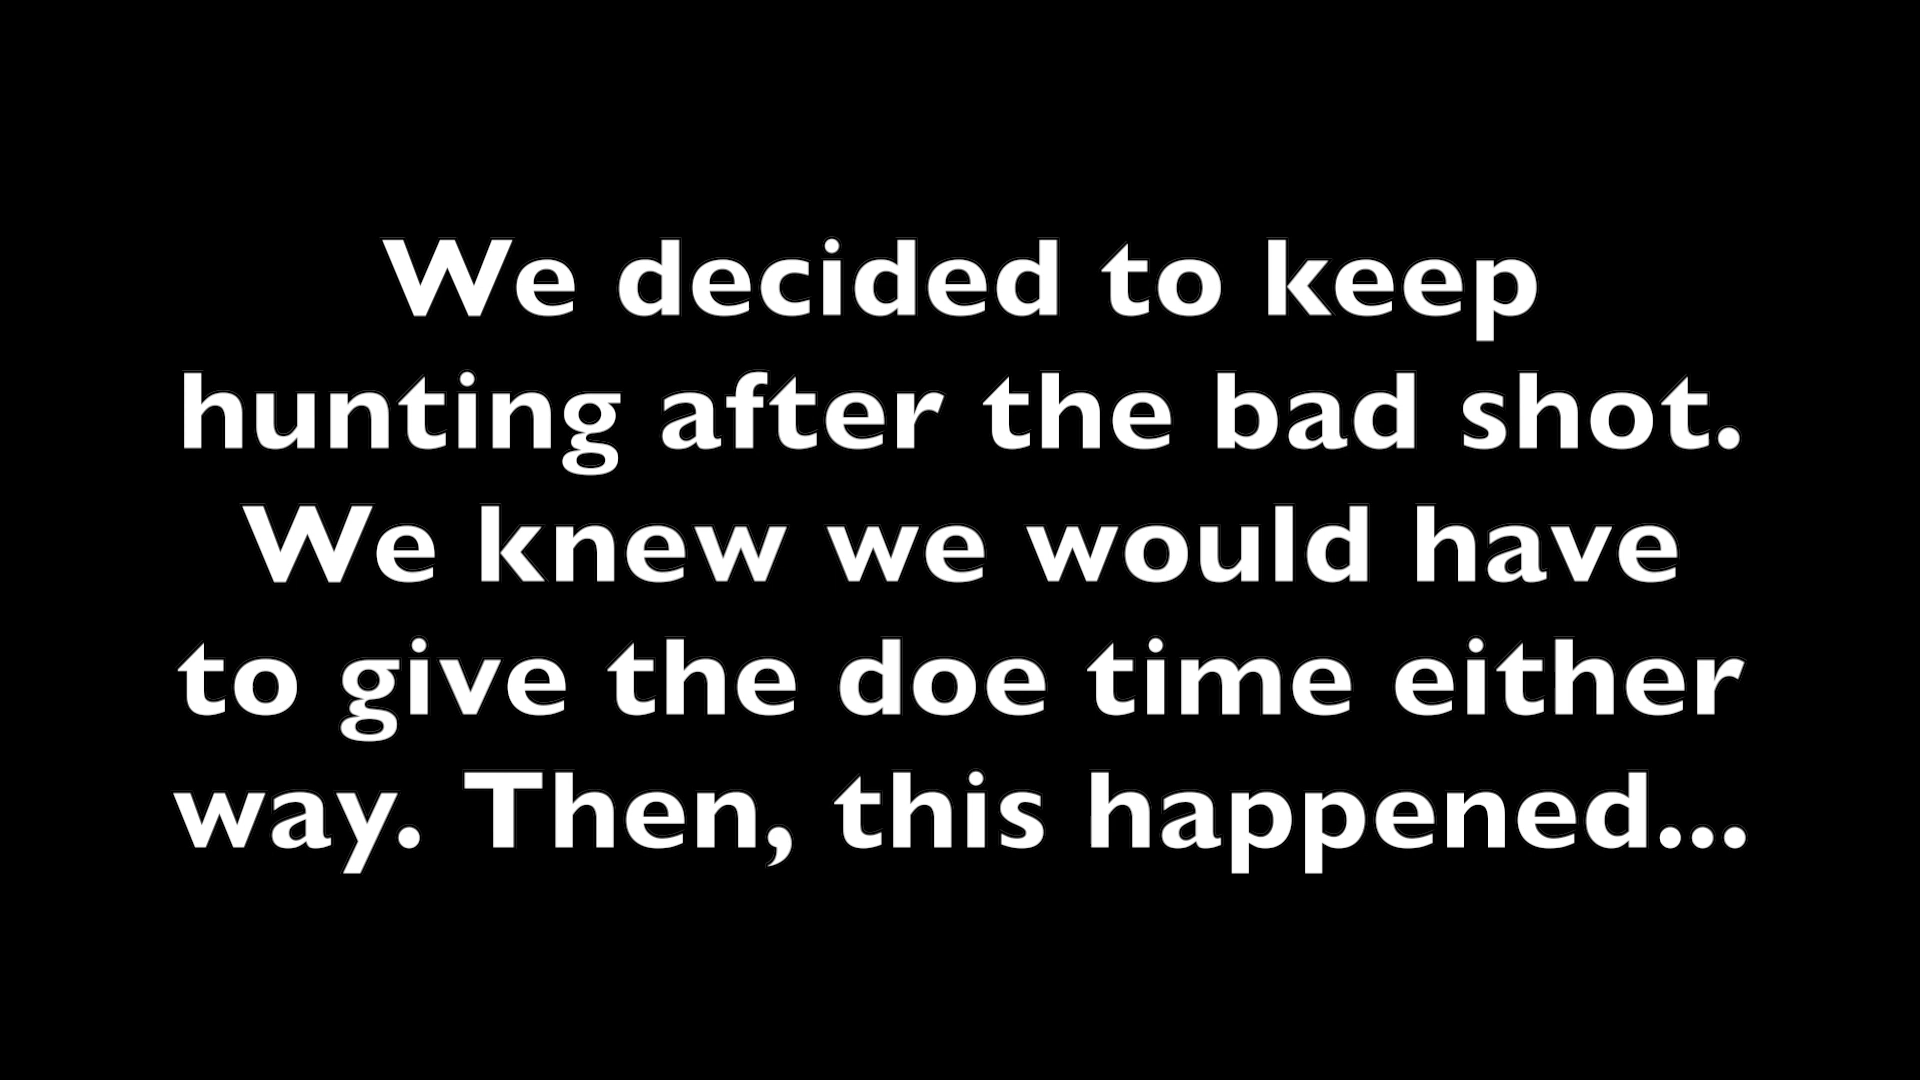 We decided to keep
hunting after the bad shot.
We knew we would have
to give the doe time either
way. Then, this happened...